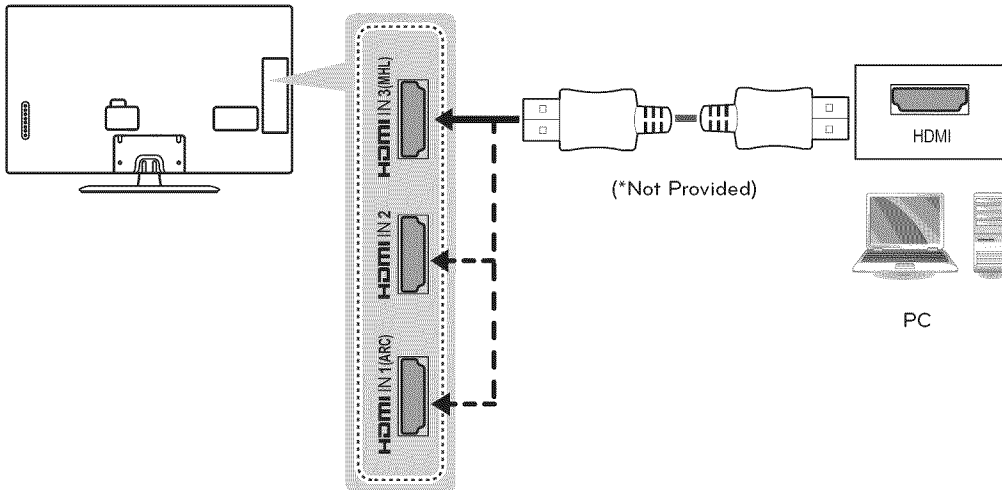 HDMI IN 3(MHL)
HDMI IN 2
HDMI IN 1(ARC)
(*Not Provided)
HDMI
PC